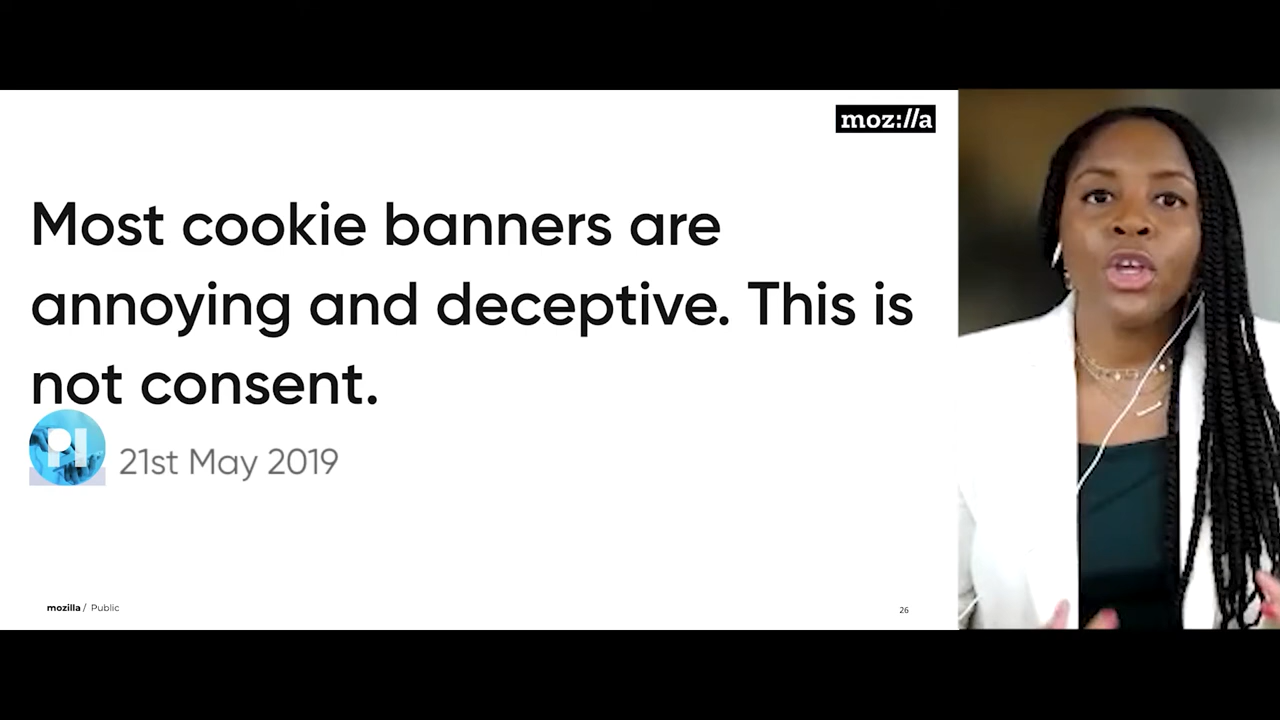 moz://a
Most cookie banners are
annoying and deceptive. This is
not consent.
PI
21st May 2019
mozilla / Public
26